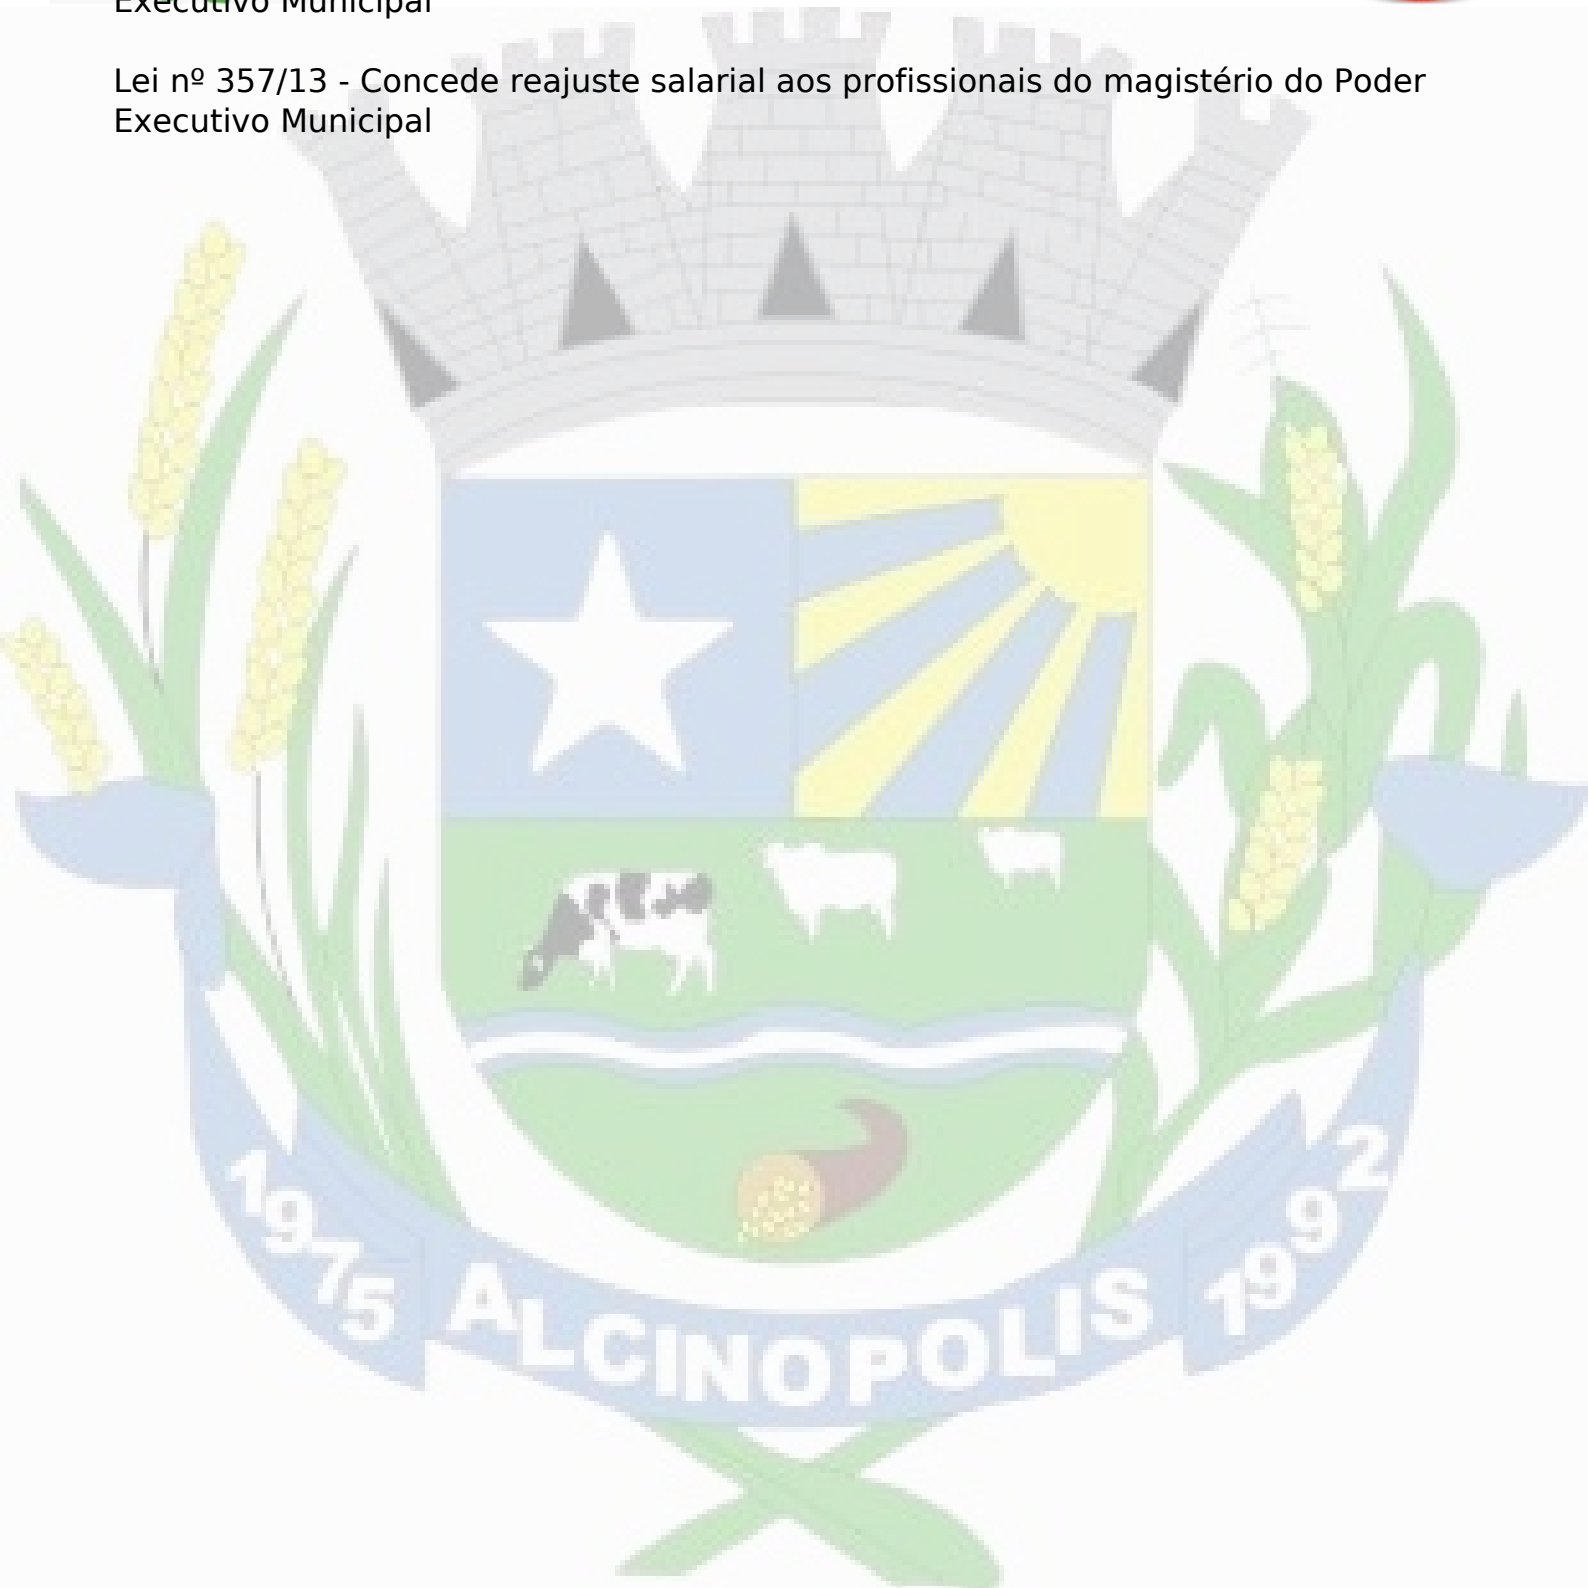 Executivo Municipal
Lei nº 357/13 - Concede reajuste salarial aos profissionais do magistério do Poder
Executivo Municipal
1975 ALCINOPOLIS 1992